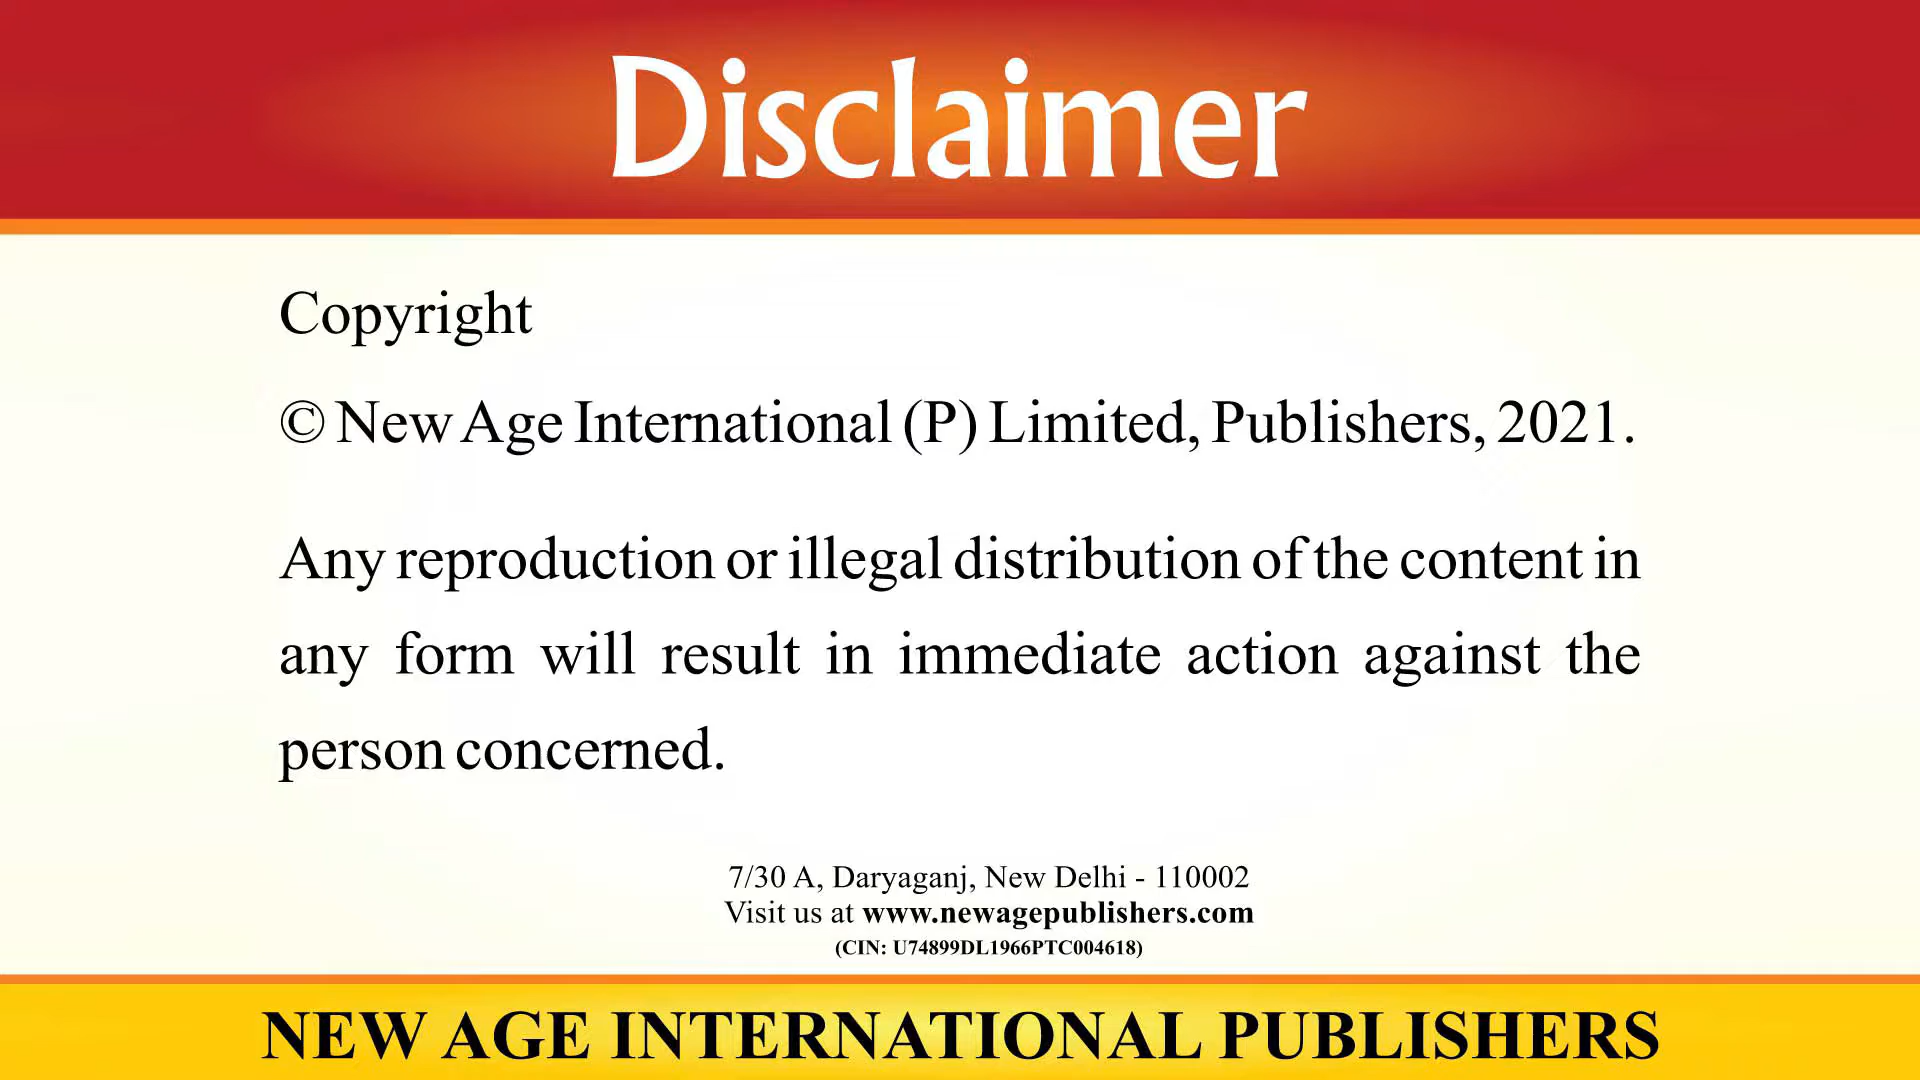 Disclaimer
Copyright
© New Age International (P) Limited, Publishers, 2021.
Any reproduction or illegal distribution of the content in
any form will result in immediate action against the
person concerned.
7/30 A, Daryaganj, New Delhi - 110002
Visit us at www.newagepublishers.com
(CIN: U74899DL1966PTC004618)
NEW AGE INTERNATIONAL PUBLISHERS